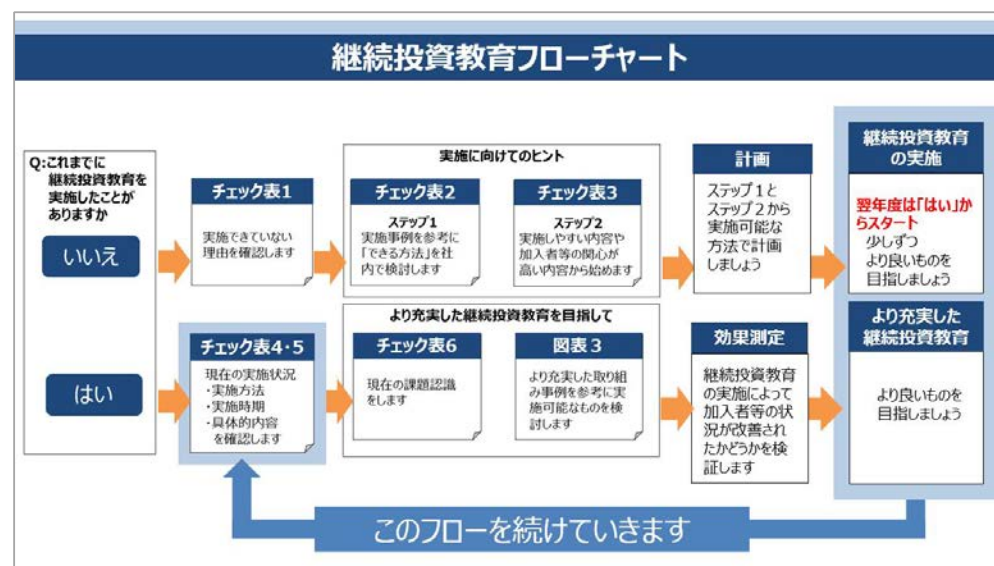 継続投資教育フローチャート
Q:これまでに
継続投資教育を
実施したことが
ありますか
いいえ
チェック表1
実施できていない
理由を確認します
実施に向けてのヒント
チェック表2
ステップ1
実施事例を参考に
「できる方法」を社
内で検討します
チェック表3
ステップ2
実施しやすい内容や
加入者等の関心が
高い内容から始めます
計画
ステップ1と
ステップ2から
実施可能な
方法で計画
しましょう
継続投資教育
の実施
翌年度は「はい」か
らスタート
少しずつ
より良いものを
目指しましょう
はい
チェック表4・5
現在の実施状況
・実施方法
・実施時期
・具体的内容
を確認します
より充実した継続投資教育を目指して
チェック表6
現在の課題認識
をします
図表3
より充実した取り組
み事例を参考に実
施可能なものを検
討します
効果測定
継続投資教育
の実施によって
加入者等の状
況が改善され
たかどうかを検
証します
より充実した
継続投資教育
より良いものを
目指しましょう
このフローを続けていきます